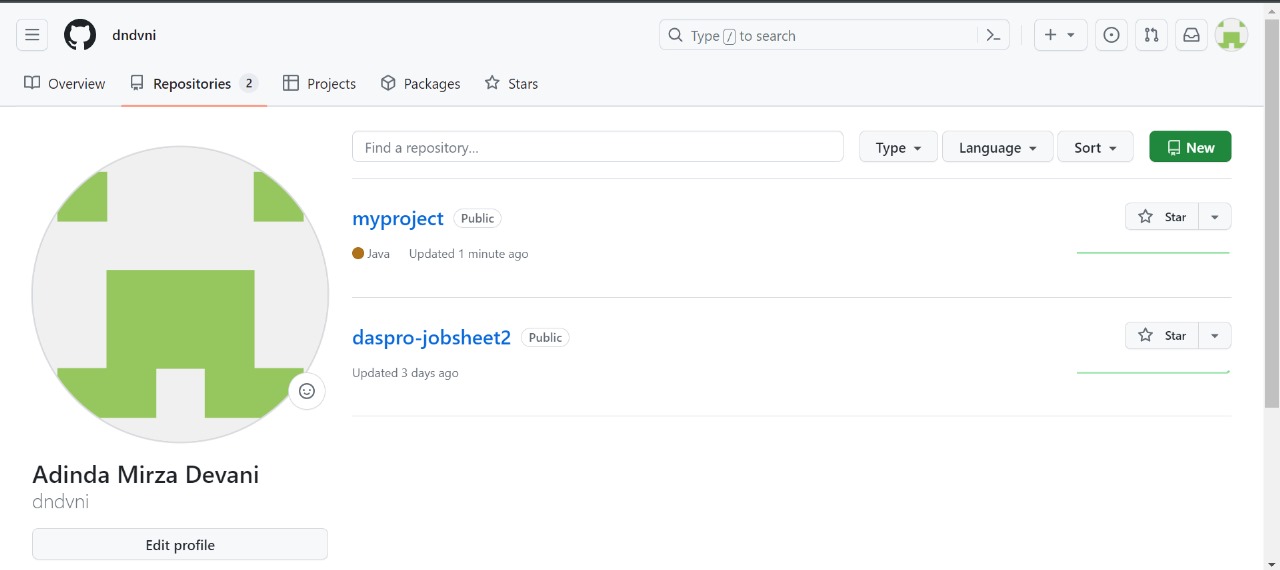 dndvni
Type / to search
Overview Repositories 2 Projects Packages Stars
Find a repository...
Type Language Sort New
myproject Public
Star
Java Updated 1 minute ago
daspro-jobsheet2 Public
Star
Updated 3 days ago
Adinda Mirza Devani
dndvni
Edit profile